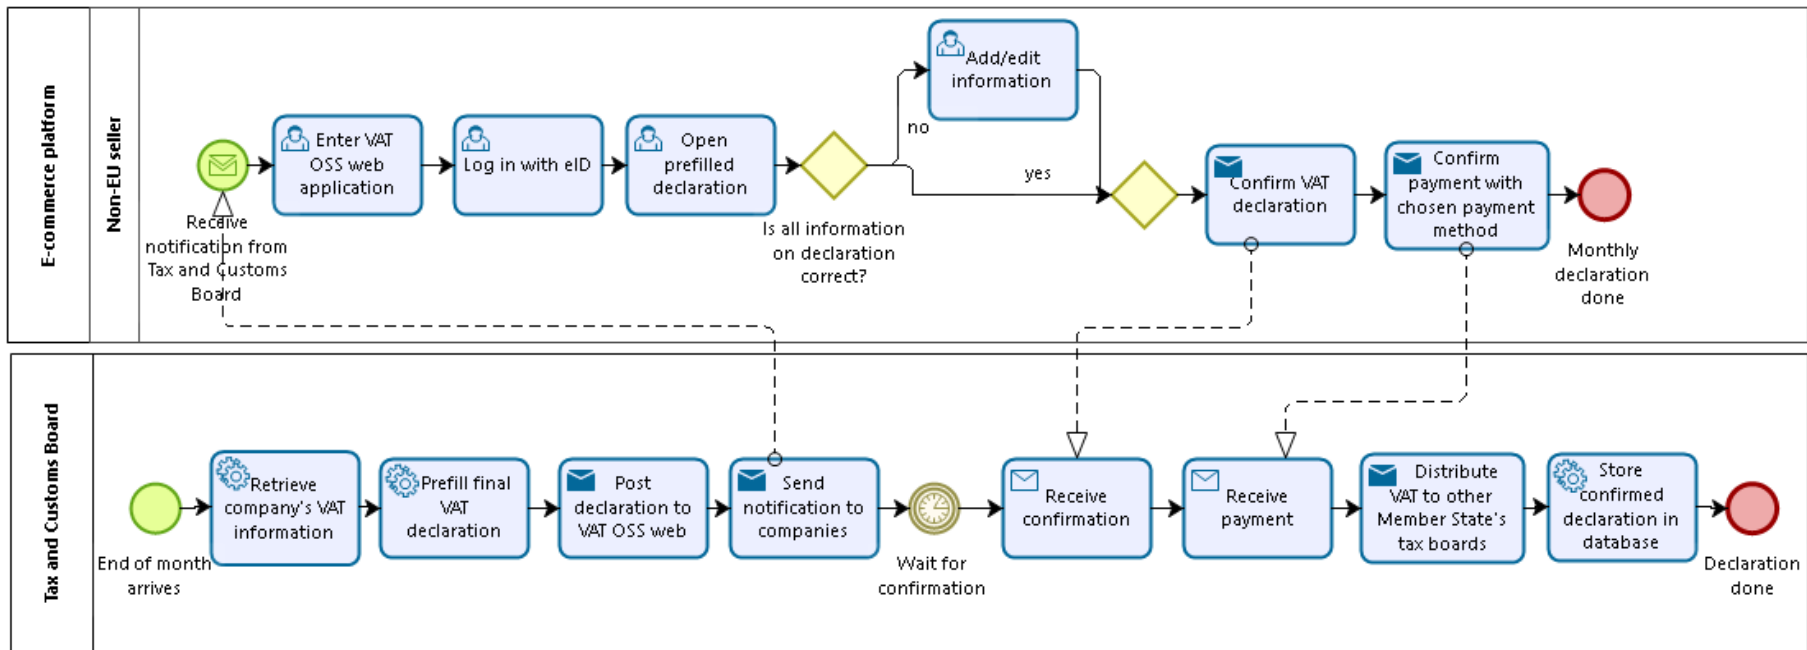 E-commerce platform
Non-EU seller
Receive
notification from
Tax and Customs
Board
Enter VAT
OSS web
application
Log in with eID
Open
prefilled
declaration
Is all information
on declaration
correct?
no
yes
Add/edit
information
Confirm VAT
declaration
Confirm
payment with
chosen payment
method
Monthly
declaration
done
Tax and Customs Board
End of month
arrives
Retrieve
company's VAT
information
Prefill final
VAT
declaration
Post
declaration to
VAT OSS web
Send
notification to
companies
Wait for
confirmation
Receive
confirmation
Receive
payment
Distribute
VAT to other
Member State's
tax boards
Store
confirmed
declaration in
database
Declaration
done